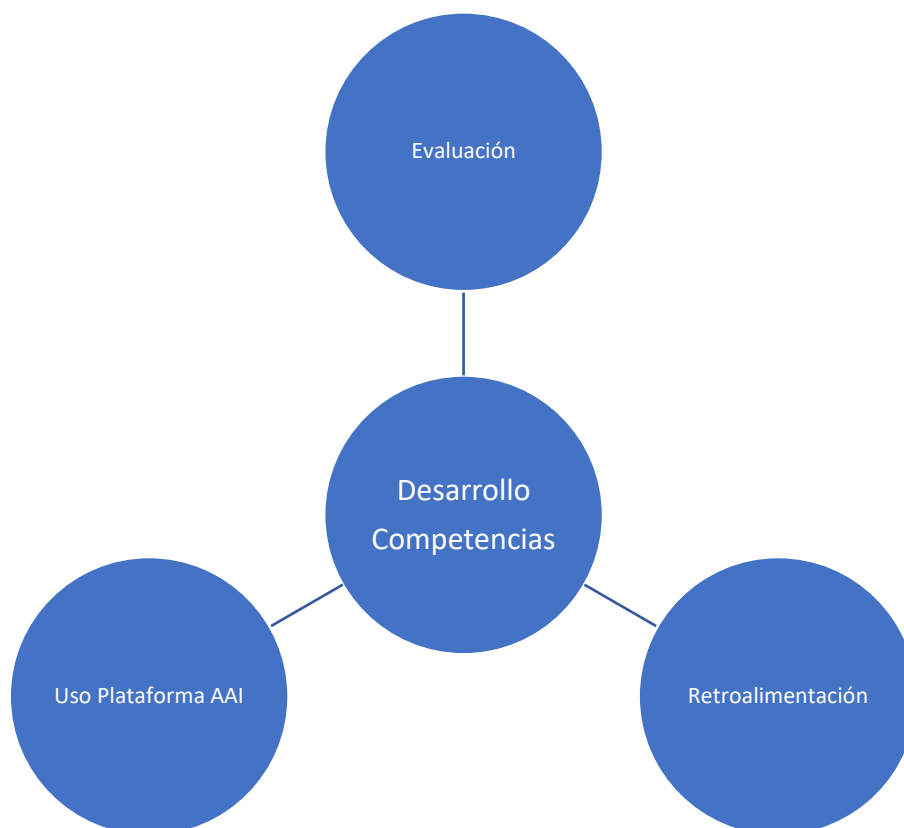 Evaluación
Desarrollo
Competencias
Uso Plataforma AAI
Retroalimentación